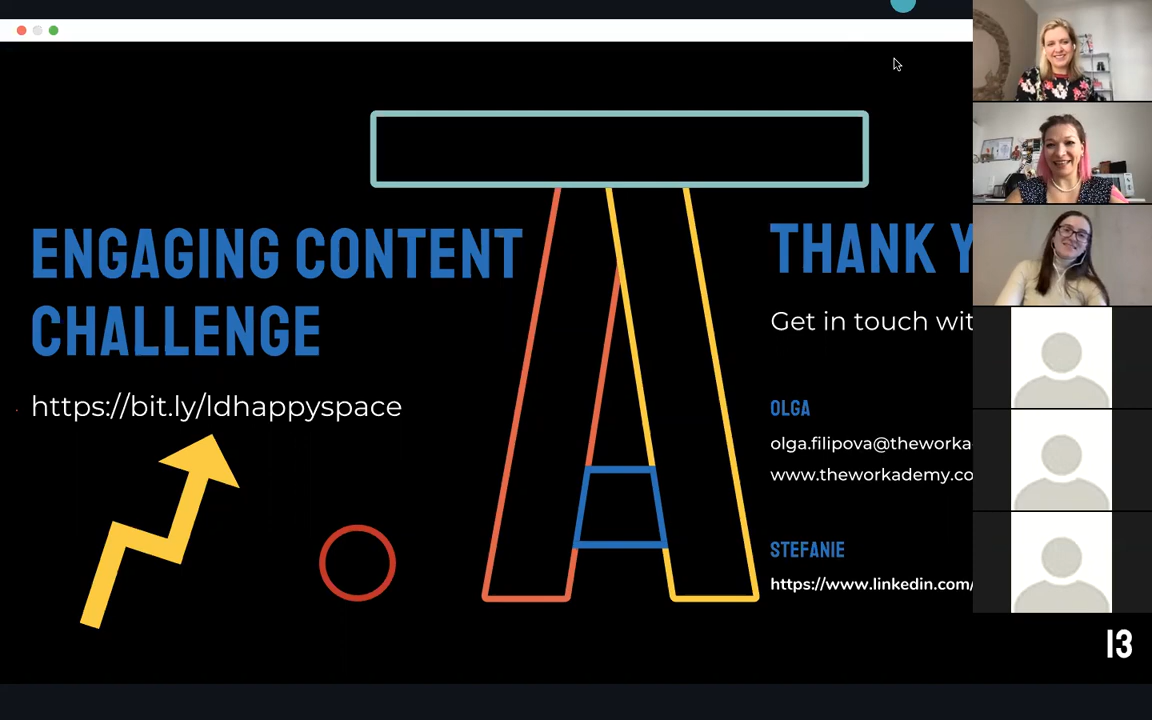 ENGAGING CONTENT
CHALLENGE
https://bit.ly/ldhappyspace
THANK Y
Get in touch wit
OLGA
olga.filipova@theworka
www.theworkademy.co
STEFANIE
https://www.linkedin.com/
13